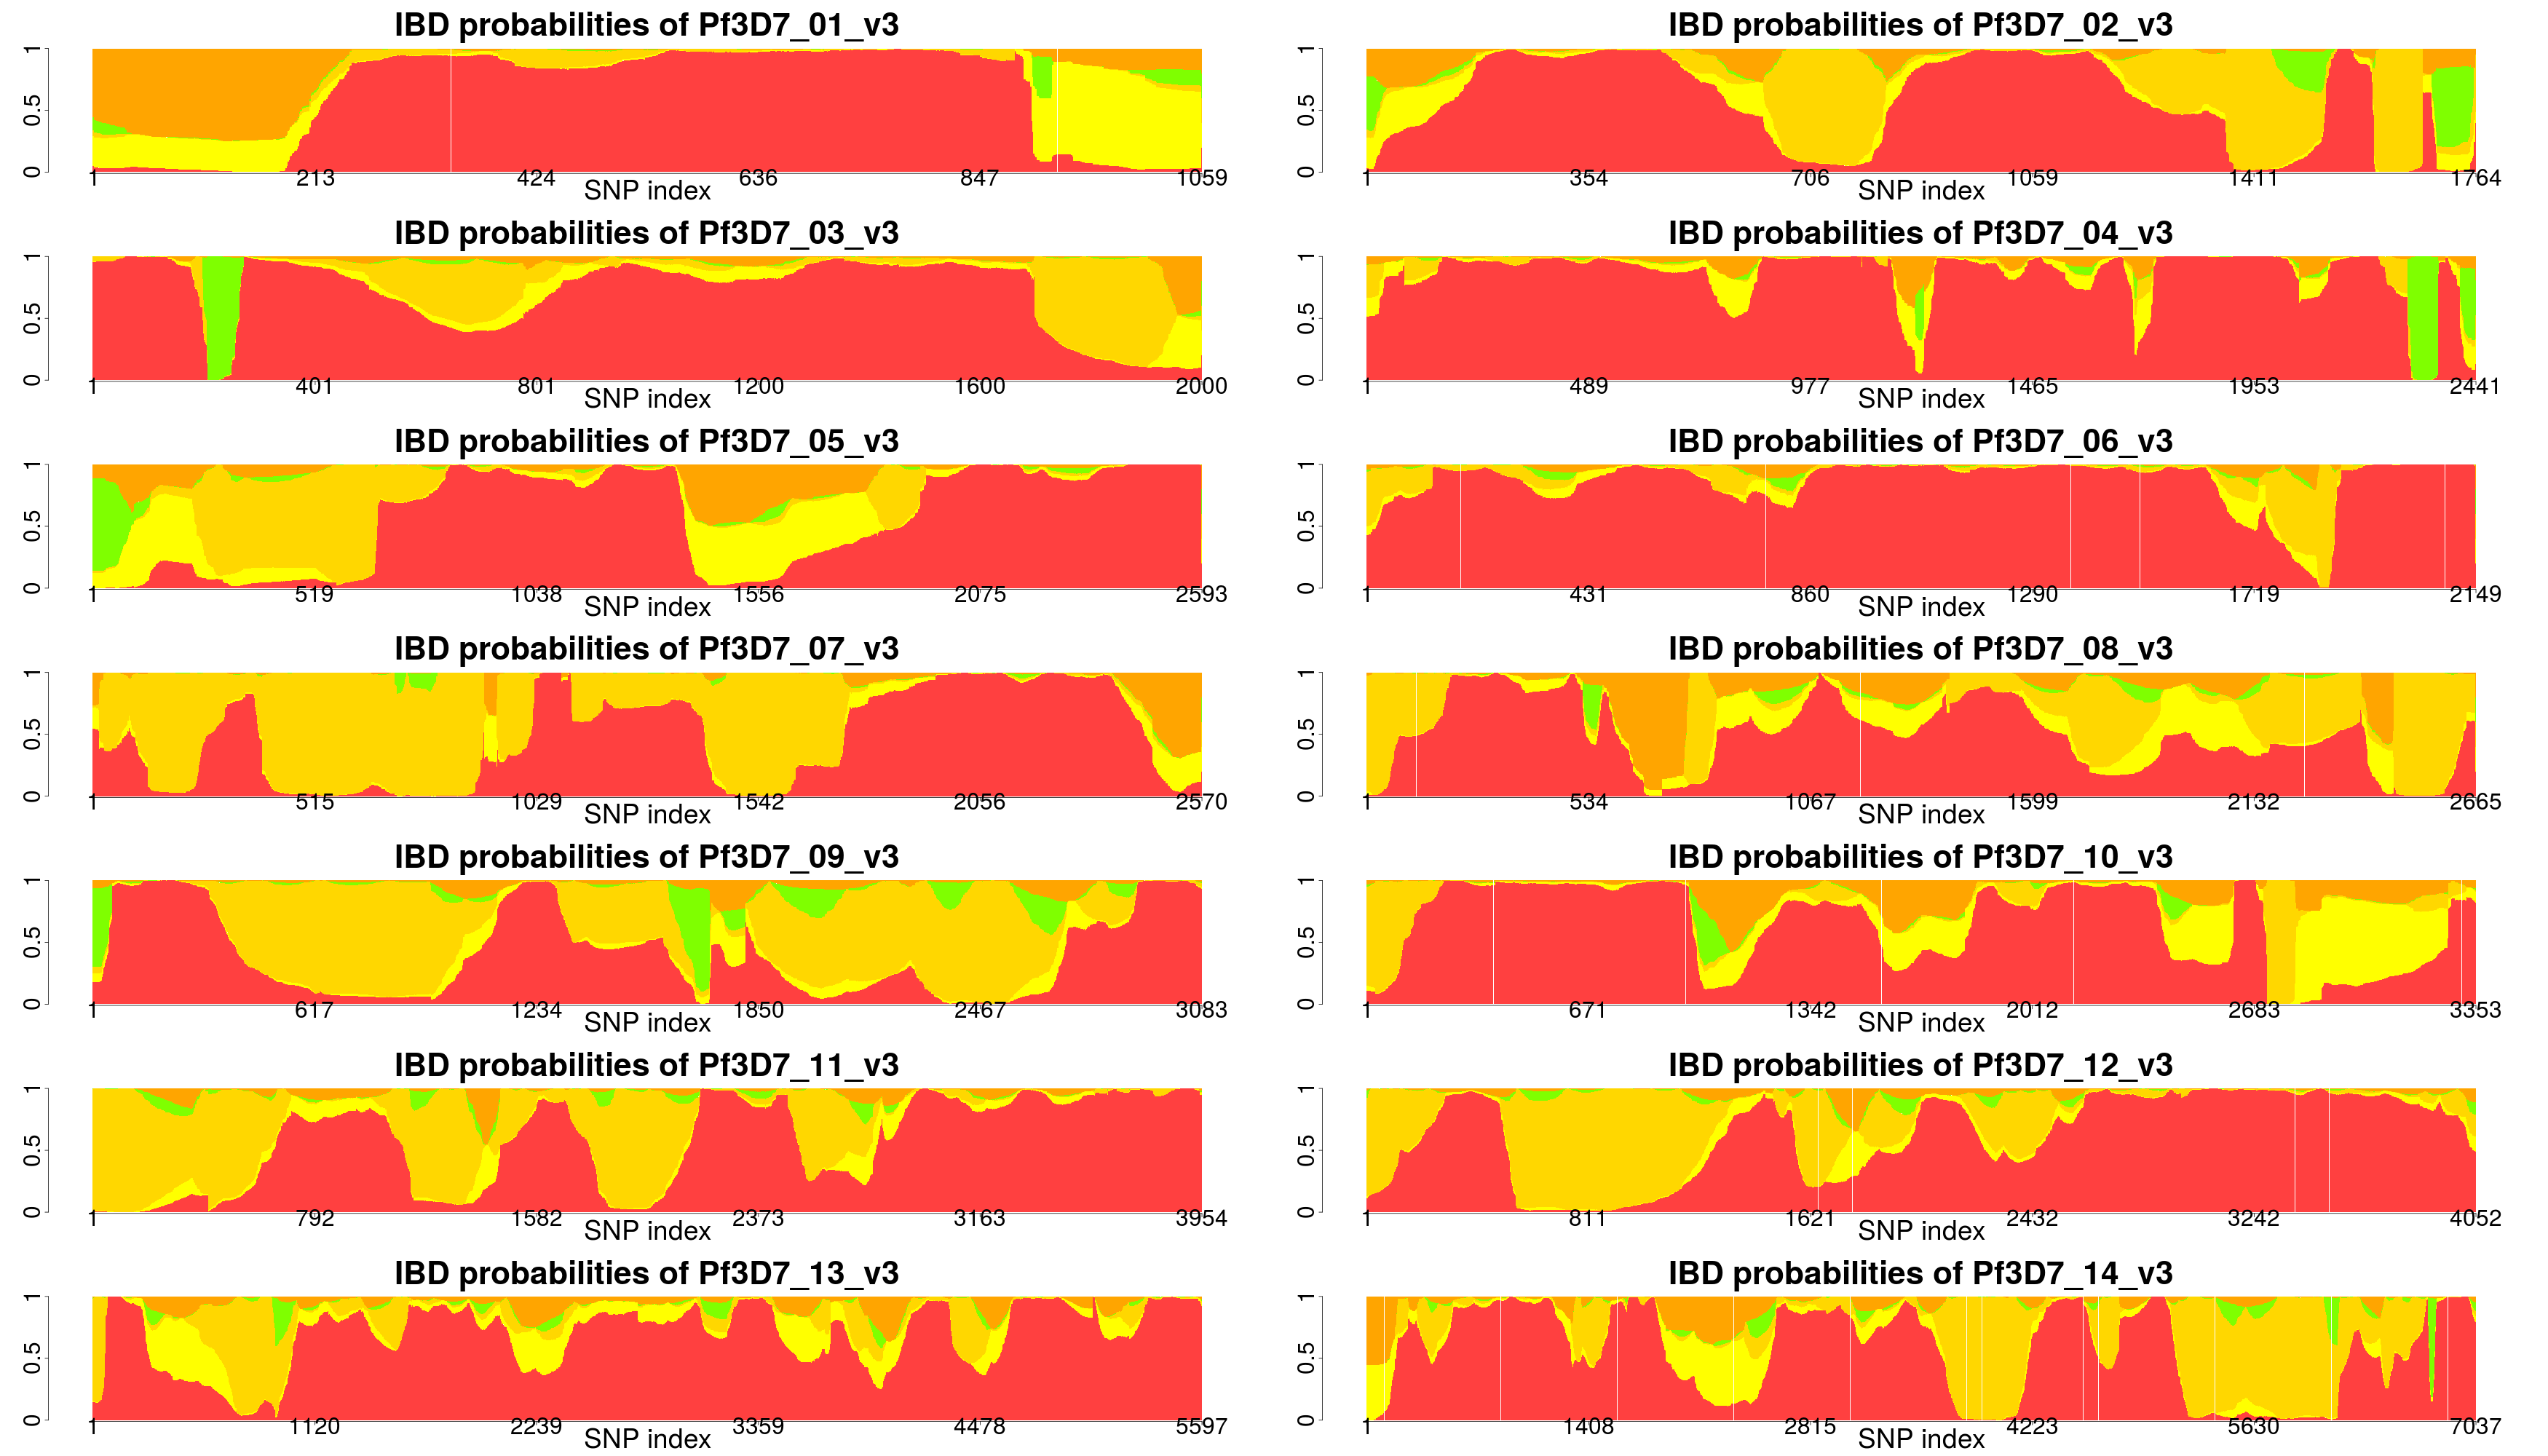 IBD probabilities of Pf3D7_01_v3
0 0.5 1
1 213 424 636 847 1059
SNP index
IBD probabilities of Pf3D7_02_v3
0 0.5 1
1 354 706 1059 1411 1764
SNP index
IBD probabilities of Pf3D7_03_v3
0 0.5 1
1 401 801 1200 1600 2000
SNP index
IBD probabilities of Pf3D7_04_v3
0 0.5 1
1 489 977 1465 1953 2441
SNP index
IBD probabilities of Pf3D7_05_v3
0 0.5 1
1 519 1038 1556 2075 2593
SNP index
IBD probabilities of Pf3D7_06_v3
0 0.5 1
1 431 860 1290 1719 2149
SNP index
IBD probabilities of Pf3D7_07_v3
0 0.5 1
1 515 1029 1542 2056 2570
SNP index
IBD probabilities of Pf3D7_08_v3
0 0.5 1
1 534 1067 1599 2132 2665
SNP index
IBD probabilities of Pf3D7_09_v3
0 0.5 1
1 617 1234 1850 2467 3083
SNP index
IBD probabilities of Pf3D7_10_v3
0 0.5 1
1 671 1342 2012 2683 3353
SNP index
IBD probabilities of Pf3D7_11_v3
0 0.5 1
1 792 1582 2373 3163 3954
SNP index
IBD probabilities of Pf3D7_12_v3
0 0.5 1
1 811 1621 2432 3242 4052
SNP index
IBD probabilities of Pf3D7_13_v3
0 0.5 1
1 1120 2239 3359 4478 5597
SNP index
IBD probabilities of Pf3D7_14_v3
0 0.5 1
1 1408 2815 4223 5630 7037
SNP index